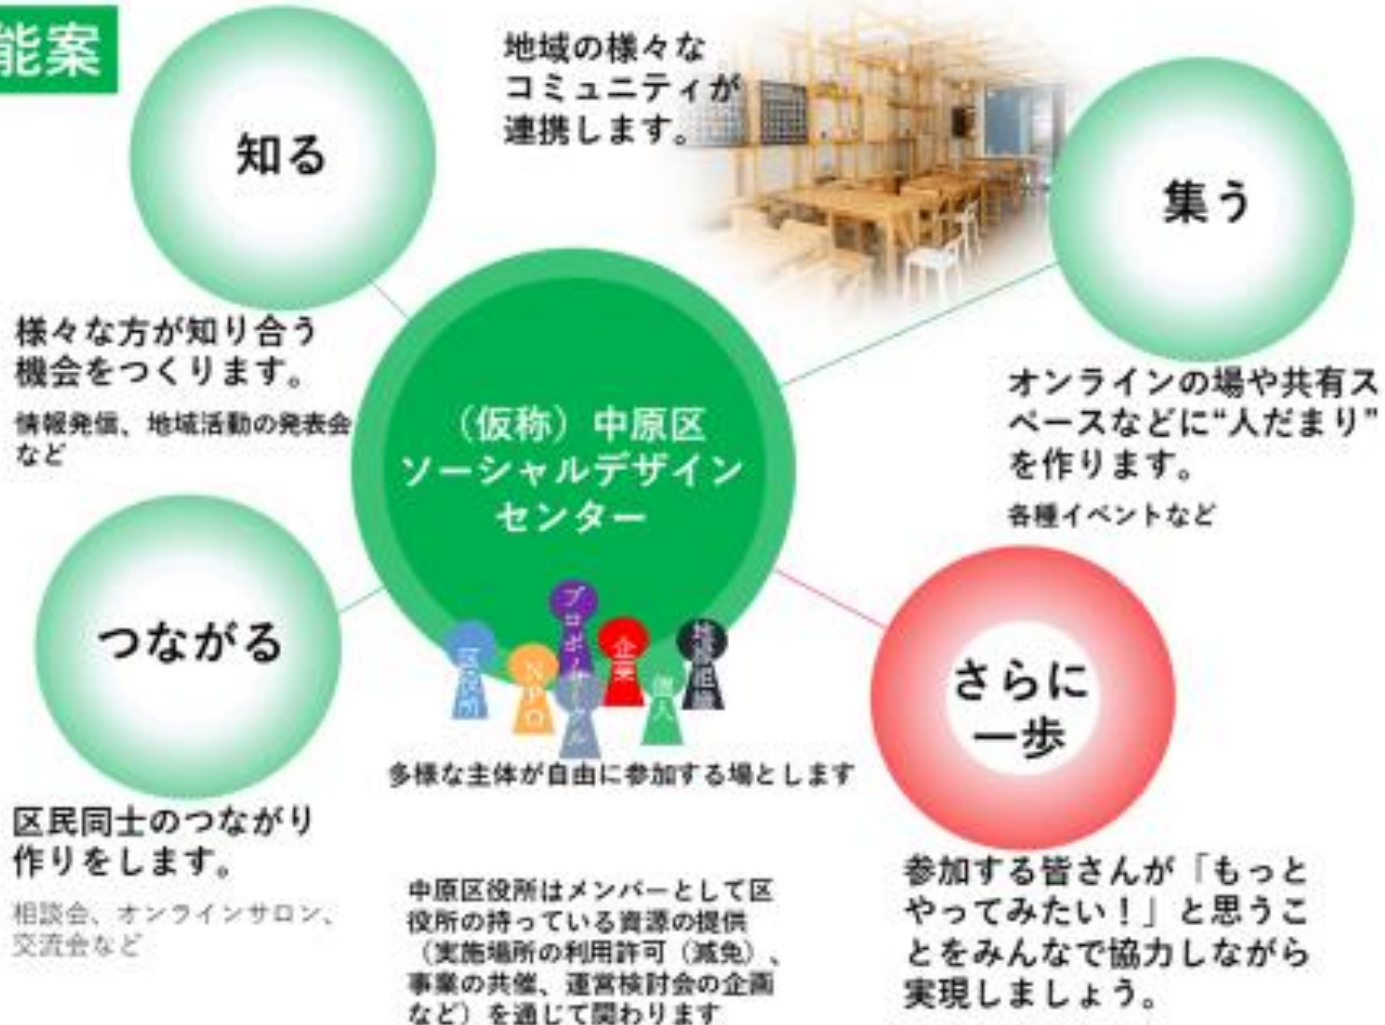 能案
知る
様々な方が知り合う
機会をつくります。
情報発信、地域活動の発表会
など
地域の様々な
コミュニティが
連携します。
集う
オンラインの場や共有ス
ペースなどに“人だまり”
を作ります。
各種イベントなど
（仮称）中原区
ソーシャルデザイン
センター
区役所
NPO
プロボノ
サークル
企業
個人
地域組織
多様な主体が自由に参加する場とします
つながる
区民同士のつながり
作りをします。
相談会、オンラインサロン、
交流会など
中原区役所はメンバーとして区
役所の持っている資源の提供
（実施場所の利用許可（減免）、
事業の共催、運営検討会の企画
など）を通じて関わります
さらに
一歩
参加する皆さんが「もっと
やってみたい！」と思うこ
とをみんなで協力しながら
実現しましょう。